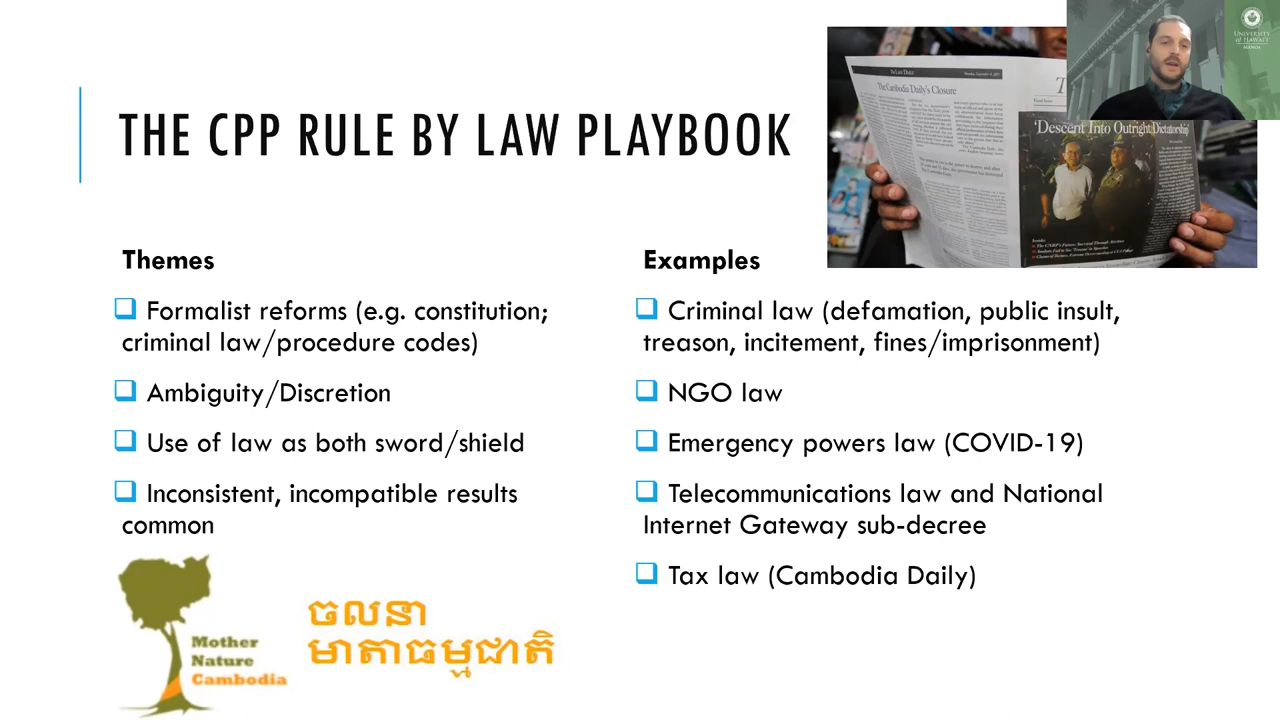 UNIVERSITY
of HAWAI'I
MĀNOA
The Cambodia Daily's Closure
'Descent Into Outright Dictatorship'
THE CPP RULE BY LAW PLAYBOOK
Themes
❑ Formalist reforms (e.g. constitution;
criminal law/procedure codes)
❑ Ambiguity/Discretion
❑ Use of law as both sword/shield
❑ Inconsistent, incompatible results
common
Examples
❑ Criminal law (defamation, public insult,
treason, incitement, fines/imprisonment)
❑ NGO law
❑ Emergency powers law (COVID-19)
❑ Telecommunications law and National
Internet Gateway sub-decree
❑ Tax law (Cambodia Daily)
Mother
Nature
Cambodia
ចលនា
មាតាធម្មជាតិ